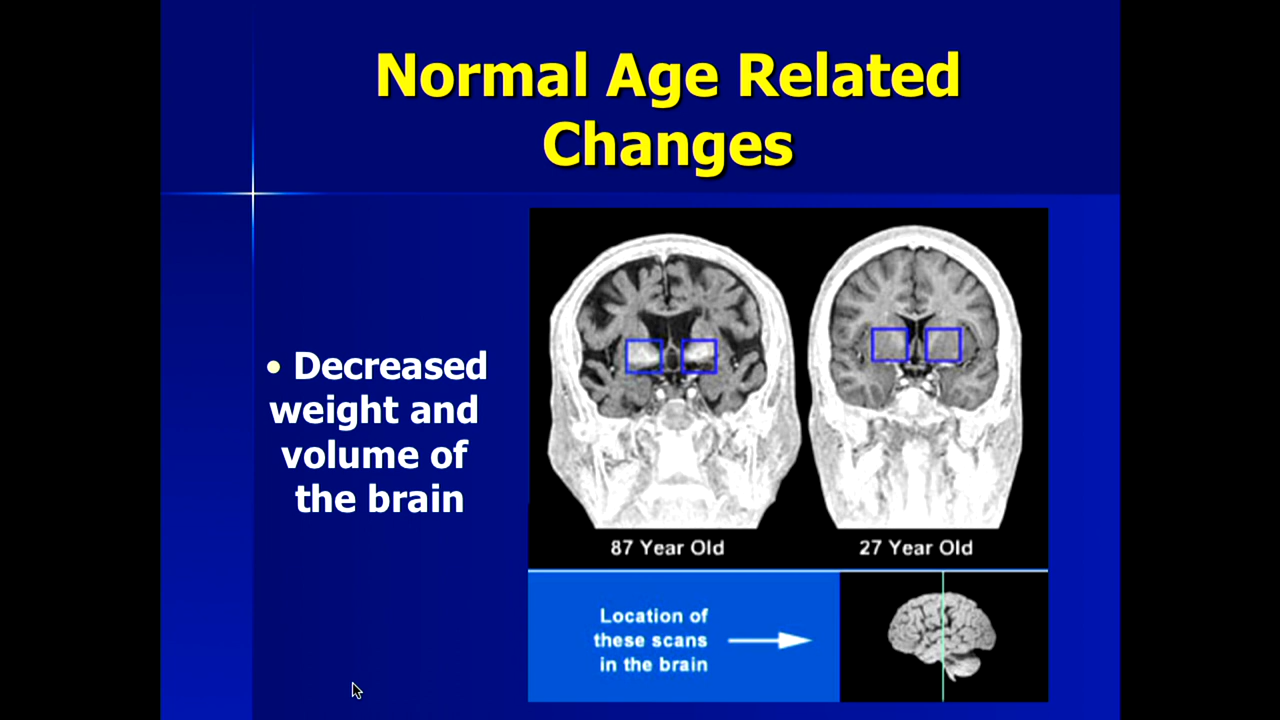 Normal Age Related
Changes
• Decreased
weight and
volume of
the brain
87 Year Old
27 Year Old
Location of
these scans
in the brain